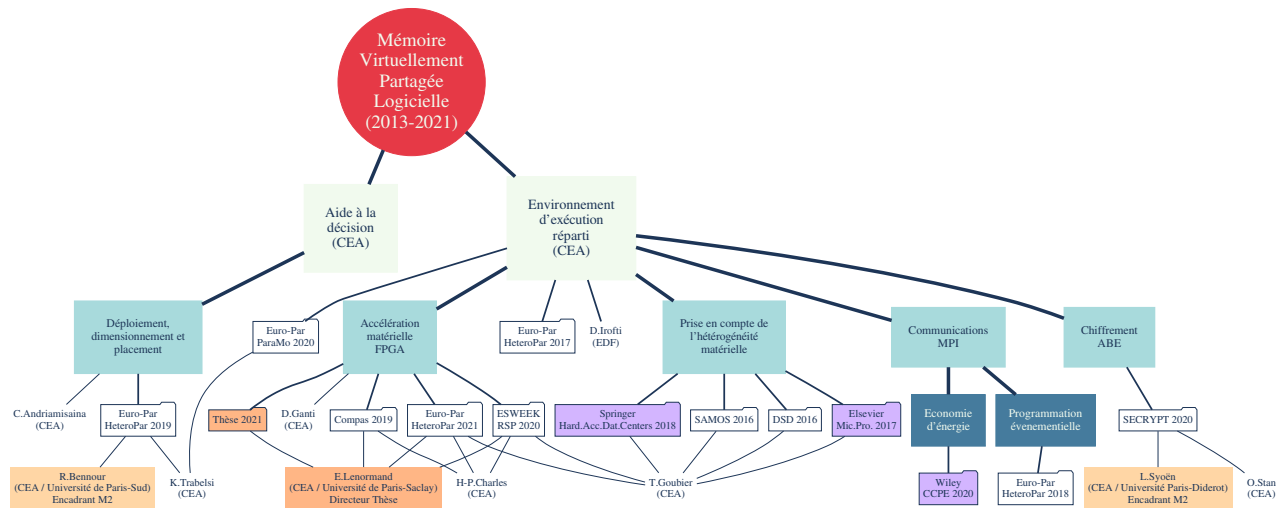 Mémoire
Virtuellement
Partagée
Logicielle
(2013-2021)
Aide à la
décision
(CEA)
Environnement
d'exécution
réparti
(CEA)
Déploiement,
dimensionnement et
placement
Euro-Par
ParaMo 2020
Accélération
matérielle
FPGA
Euro-Par
HeteroPar 2017
D.Irofti
(EDF)
Prise en compte de
l'hétérogénéité
matérielle
Communications
MPI
Chiffrement
ABE
C.Andriamisaina
(CEA)
Euro-Par
HeteroPar 2019
Thèse 2021
D.Ganti
(CEA)
Compas 2019
Euro-Par
HeteroPar 2021
ESWEEK
RSP 2020
Springer
Hard.Acc.Dat.Centers 2018
SAMOS 2016
DSD 2016
Elsevier
Mic.Pro. 2017
Economie
d'énergie
Programmation
évenementielle
SECRYPT 2020
R.Bennour
(CEA / Université de Paris-Sud)
Encadrant M2
K.Trabelsi
(CEA)
E.Lenormand
(CEA / Université de Paris-Saclay)
Directeur Thèse
H-P.Charles
(CEA)
T.Goubier
(CEA)
Wiley
CCPE 2020
Euro-Par
HeteroPar 2018
L.Syoën
(CEA / Université Paris-Diderot)
Encadrant M2
O.Stan
(CEA)